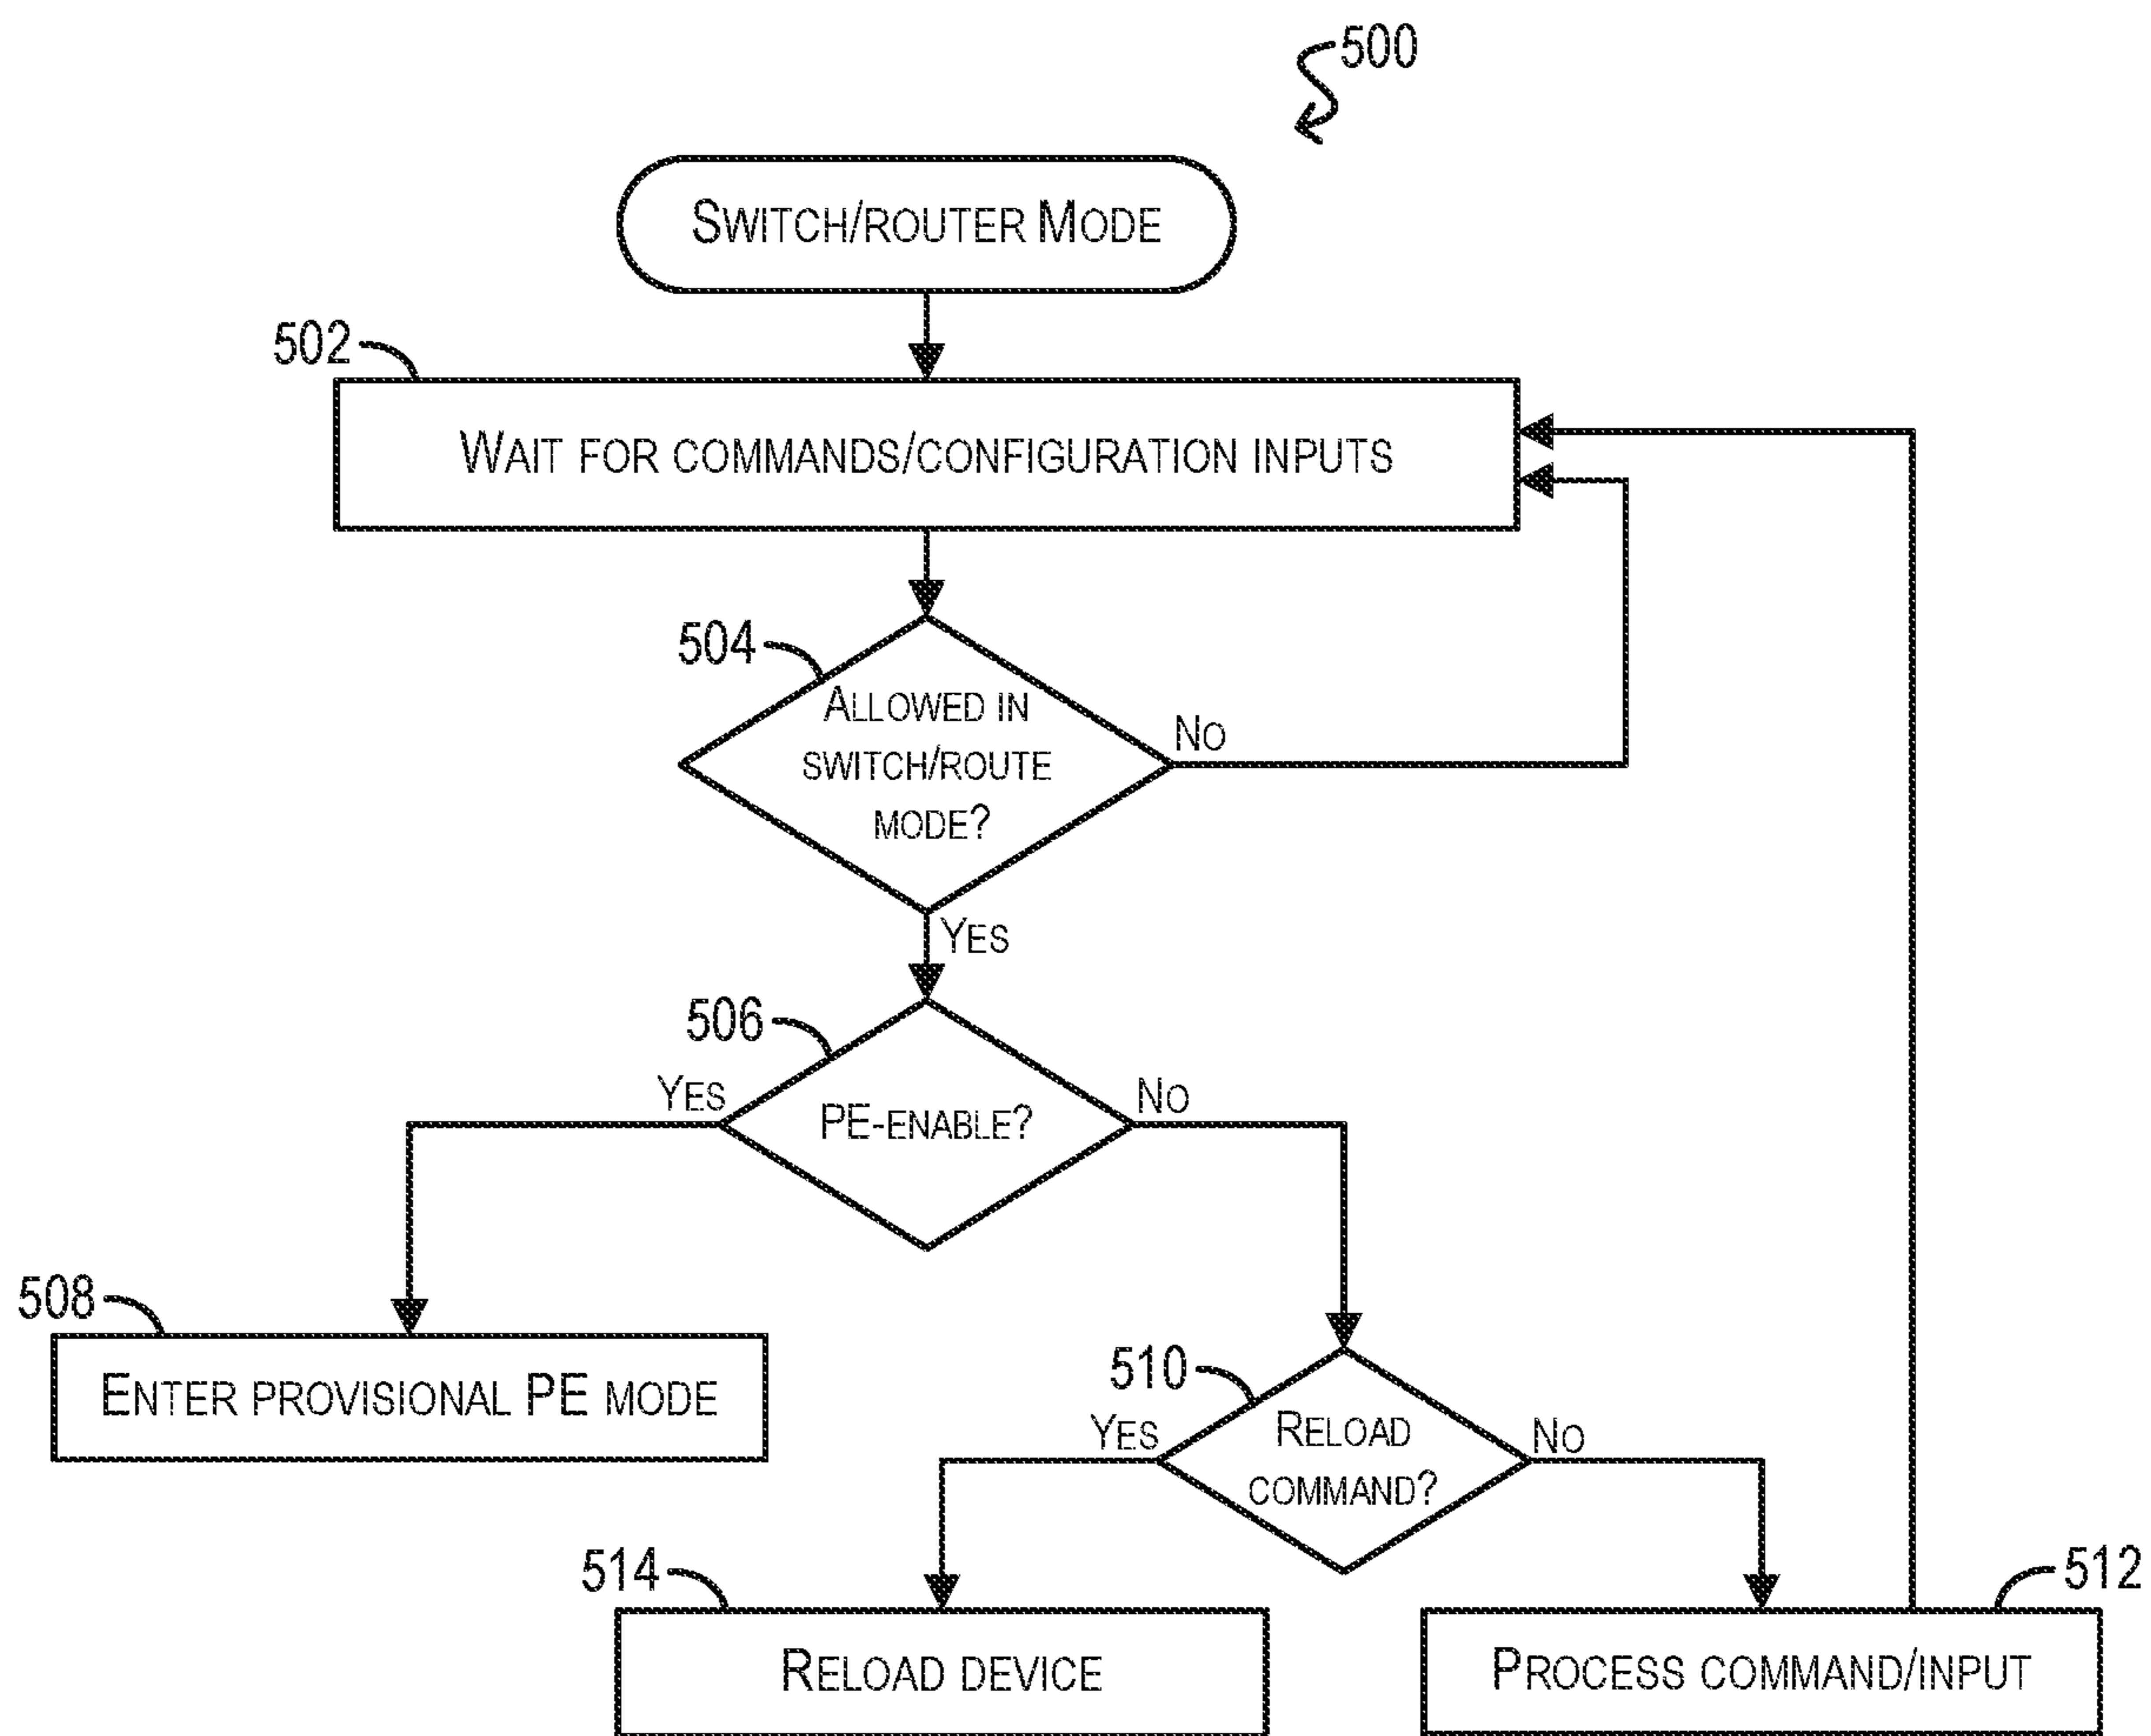 500
SWITCH/ROUTER MODE
502
WAIT FOR COMMANDS/CONFIGURATION INPUTS
504
ALLOWED IN
SWITCH/ROUTE
MODE?
NO
YES
506
YES
PE-ENABLE?
NO
508
ENTER PROVISIONAL PE MODE
510
YES
RELOAD
COMMAND?
NO
514
RELOAD DEVICE
512
PROCESS COMMAND/INPUT